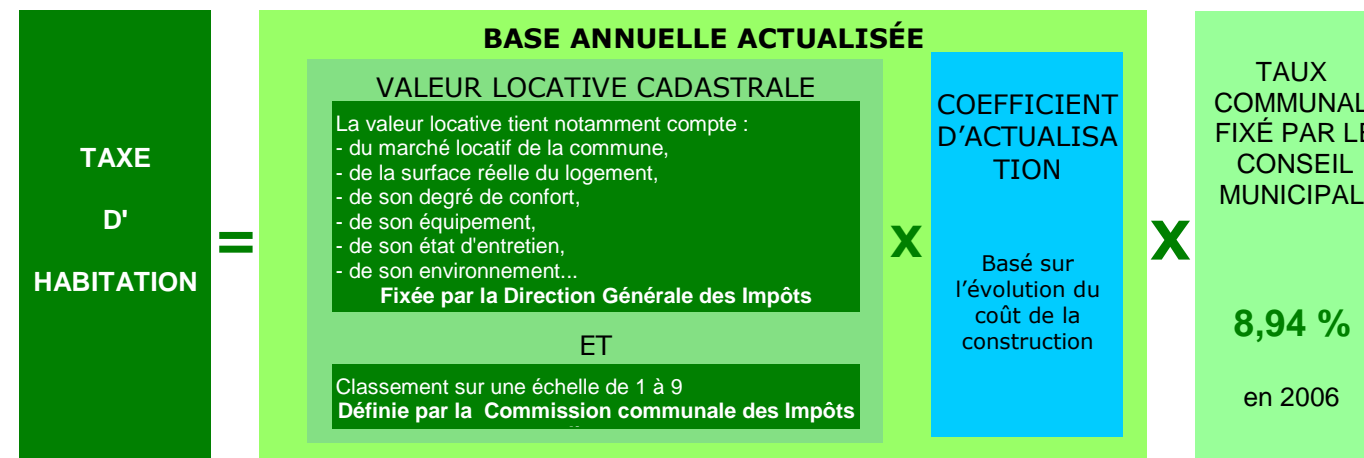 TAXE
D'
HABITATION
=
BASE ANNUELLE ACTUALISÉE
VALEUR LOCATIVE CADASTRALE
La valeur locative tient notamment compte :
- du marché locatif de la commune,
- de la surface réelle du logement,
- de son degré de confort,
- de son équipement,
- de son état d'entretien,
- de son environnement...
Fixée par la Direction Générale des Impôts
ET
Classement sur une échelle de 1 à 9
Définie par la Commission communale des Impôts
x
COEFFICIENT
D’ACTUALISA
TION
Basé sur
l’évolution du
coût de la
construction
x
TAUX
COMMUNAL
FIXÉ PAR LE
CONSEIL
MUNICIPAL
8,94 %
en 2006